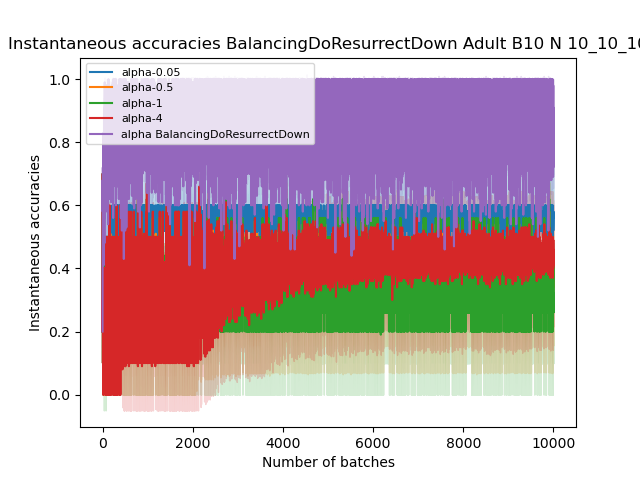 Instantaneous accuracies BalancingDoResurrectDown Adult B10 N 10_10_10
alpha-0.05
alpha-0.5
alpha-1
alpha-4
alpha BalancingDoResurrectDown
Instantaneous accuracies
1.0
0.8
0.6
0.4
0.2
0.0
0 2000 4000 6000 8000 10000
Number of batches